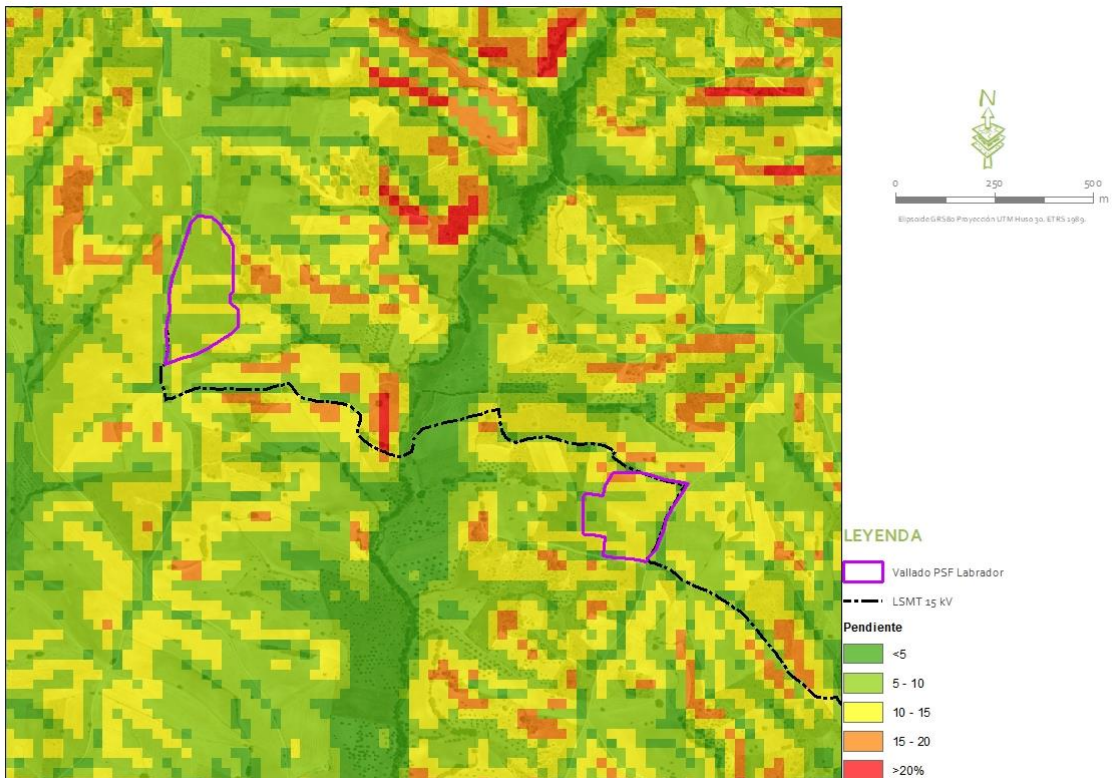 N
0 250 500
m
Elipsoide GRS80 Proyección UTM Huso 30. ETRS 1989.
LEYENDA
Vallado PSF Labrador
LSMT 15 kV
Pendiente
<5
5 - 10
10 - 15
15 - 20
>20%